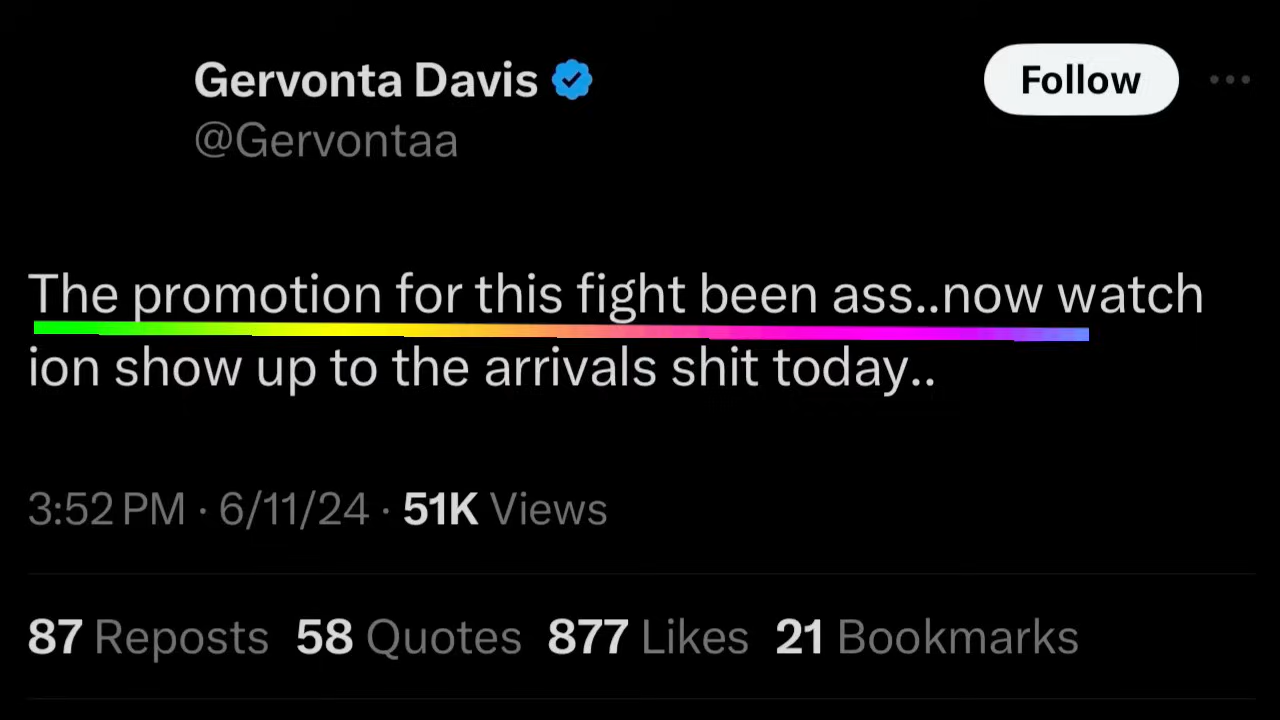 Gervonta Davis
Follow
@Gervontaa
The promotion for this fight been ass..now watch
ion show up to the arrivals shit today..
3:52 PM · 6/11/24 · 51K Views
87 Reposts 58 Quotes 877 Likes 21 Bookmarks